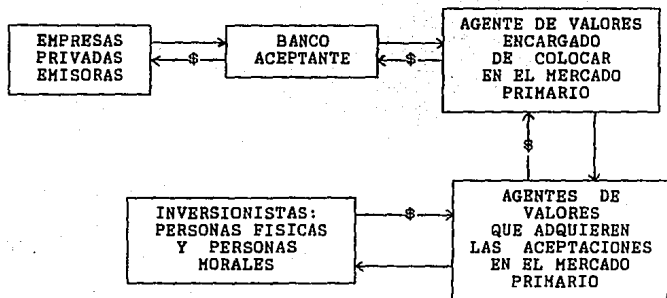 EMPRESAS
PRIVADAS
EMISORAS
$
BANCO
ACEPTANTE
$
AGENTE DE VALORES
ENCARGADO
DE COLOCAR
EN EL MERCADO
PRIMARIO
$
INVERSIONISTAS:
PERSONAS FISICAS
Y PERSONAS
MORALES
$
AGENTES DE
VALORES
QUE ADQUIEREN
LAS ACEPTACIONES
EN EL MERCADO
PRIMARIO